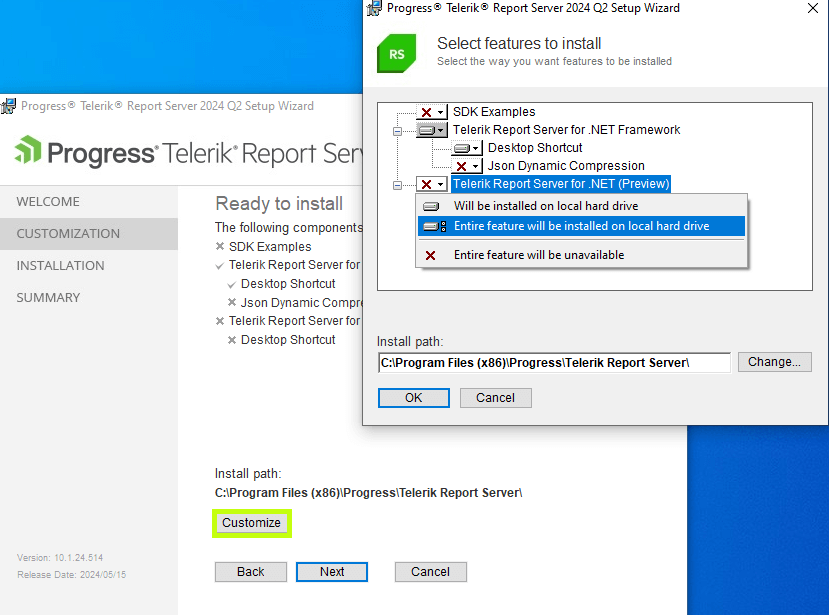 Progress® Telerik® Report Server 2024 Q2 Setup Wizard
RS
Select features to install
Select the way you want features to be installed
SDK Examples
Telerik Report Server for .NET Framework
Desktop Shortcut
Json Dynamic Compression
Telerik Report Server for .NET (Preview)
Will be installed on local hard drive
Entire feature will be installed on local hard drive
Entire feature will be unavailable
Install path:
C:\Program Files (x86)\Progress\Telerik Report Server\
Change...
OK
Cancel
Progress® Telerik® Report Server 2024 Q2 Setup Wizard
Progress® Telerik® Report Ser
WELCOME
CUSTOMIZATION
INSTALLATION
SUMMARY
Ready to install
The following components
SDK Examples
Telerik Report Server for
Desktop Shortcut
Json Dynamic Compre
Telerik Report Server for
Desktop Shortcut
Install path:
C:\Program Files (x86)\Progress\Telerik Report Server\
Customize
Version: 10.1.24.514
Release Date: 2024/05/15
Back
Next
Cancel